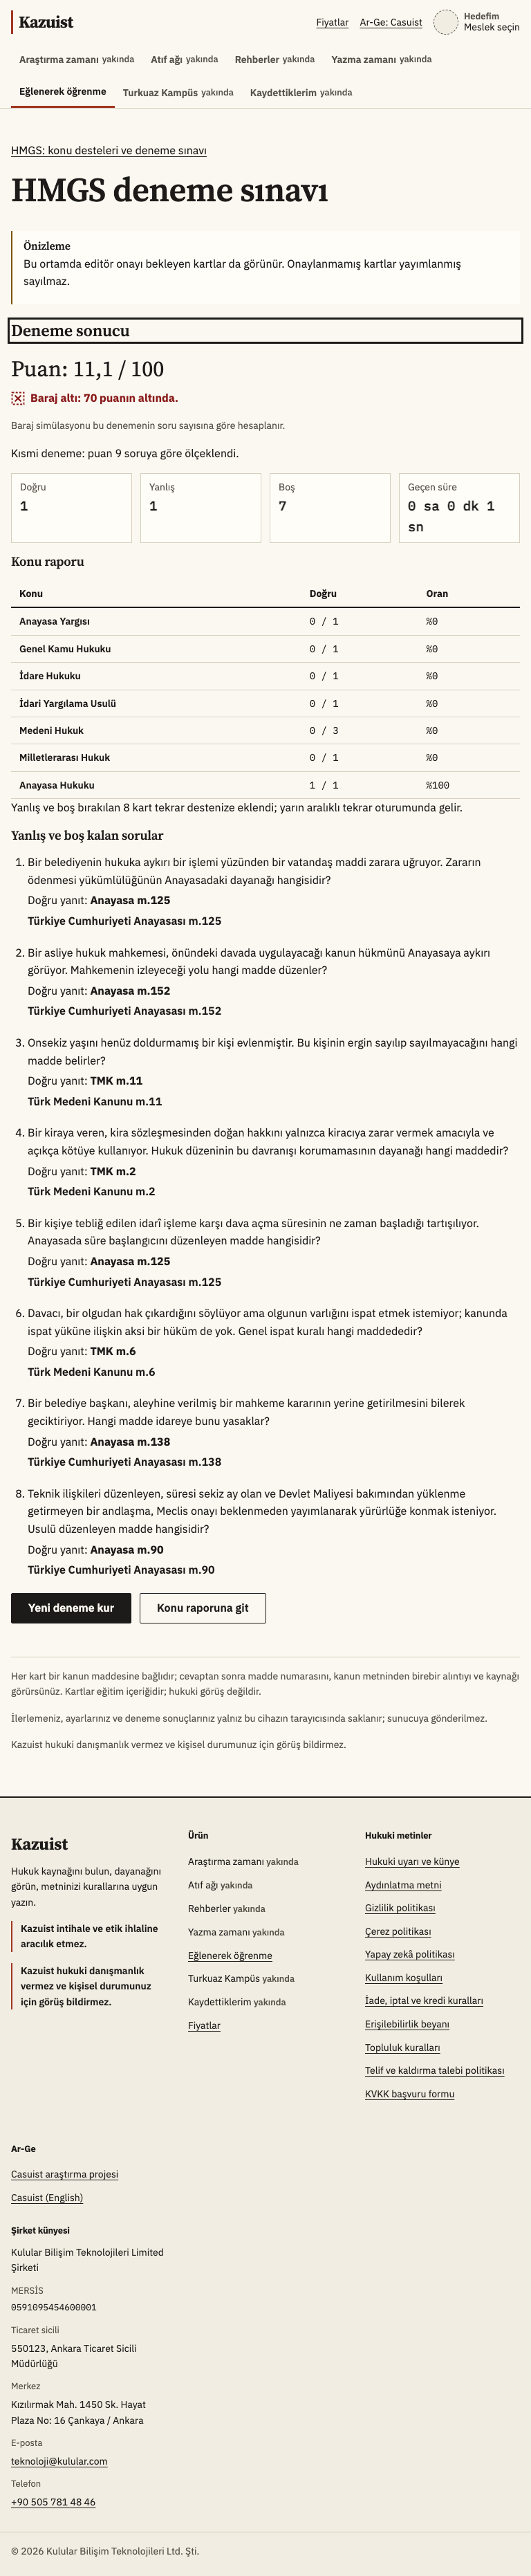 Kazuist
Fiyatlar
Ar-Ge: Casuist
Hedefim
Meslek seçin
Araştırma zamanı yakında
Atıf ağı yakında
Rehberler yakında
Yazma zamanı yakında
Eğlenerek öğrenme
Turkuaz Kampüs yakında
Kaydettiklerim yakında
HMGS: konu desteleri ve deneme sınavı
HMGS deneme sınavı
Önizleme
Bu ortamda editör onayı bekleyen kartlar da görünür. Onaylanmamış kartlar yayımlanmış
sayılmaz.
Deneme sonucu
Puan: 11,1 / 100
Baraj altı: 70 puanın altında.
Baraj simülasyonu bu denemenin soru sayısına göre hesaplanır.
Kısmi deneme: puan 9 soruya göre ölçeklendi.
Doğru
1
Yanlış
1
Boş
7
Geçen süre
0 sa 0 dk 1
sn
Konu raporu
Konu Doğru Oran
Anayasa Yargısı 0 / 1 %0
Genel Kamu Hukuku 0 / 1 %0
İdare Hukuku 0 / 1 %0
İdari Yargılama Usulü 0 / 1 %0
Medeni Hukuk 0 / 3 %0
Milletlerarası Hukuk 0 / 1 %0
Anayasa Hukuku 1 / 1 %100
Yanlış ve boş bırakılan 8 kart tekrar destenize eklendi; yarın aralıklı tekrar oturumunda gelir.
Yanlış ve boş kalan sorular
1. Bir belediyenin hukuka aykırı bir işlemi yüzünden bir vatandaş maddi zarara uğruyor. Zararın
ödenmesi yükümlülüğünün Anayasadaki dayanağı hangisidir?
Doğru yanıt: Anayasa m.125
Türkiye Cumhuriyeti Anayasası m.125
2. Bir asliye hukuk mahkemesi, önündeki davada uygulayacağı kanun hükmünü Anayasaya aykırı
görüyor. Mahkemenin izleyeceği yolu hangi madde düzenler?
Doğru yanıt: Anayasa m.152
Türkiye Cumhuriyeti Anayasası m.152
3. Onsekiz yaşını henüz doldurmamış bir kişi evlenmiştir. Bu kişinin ergin sayılıp sayılmayacağını hangi
madde belirler?
Doğru yanıt: TMK m.11
Türk Medeni Kanunu m.11
4. Bir kiraya veren, kira sözleşmesinden doğan hakkını yalnızca kiracıya zarar vermek amacıyla ve
açıkça kötüye kullanıyor. Hukuk düzeninin bu davranışı korumamasının dayanağı hangi maddedir?
Doğru yanıt: TMK m.2
Türk Medeni Kanunu m.2
5. Bir kişiye tebliğ edilen idarî işleme karşı dava açma süresinin ne zaman başladığı tartışılıyor.
Anayasada süre başlangıcını düzenleyen madde hangisidir?
Doğru yanıt: Anayasa m.125
Türkiye Cumhuriyeti Anayasası m.125
6. Davacı, bir olgudan hak çıkardığını söylüyor ama olgunun varlığını ispat etmek istemiyor; kanunda
ispat yüküne ilişkin aksi bir hüküm de yok. Genel ispat kuralı hangi maddededir?
Doğru yanıt: TMK m.6
Türk Medeni Kanunu m.6
7. Bir belediye başkanı, aleyhine verilmiş bir mahkeme kararının yerine getirilmesini bilerek
geciktiriyor. Hangi madde idareye bunu yasaklar?
Doğru yanıt: Anayasa m.138
Türkiye Cumhuriyeti Anayasası m.138
8. Teknik ilişkileri düzenleyen, süresi sekiz ay olan ve Devlet Maliyesi bakımından yüklenme
getirmeyen bir andlaşma, Meclis onayı beklenmeden yayımlanarak yürürlüğe konmak isteniyor.
Usulü düzenleyen madde hangisidir?
Doğru yanıt: Anayasa m.90
Türkiye Cumhuriyeti Anayasası m.90
Yeni deneme kur
Konu raporuna git
Her kart bir kanun maddesine bağlıdır; cevaptan sonra madde numarasını, kanun metninden birebir alıntıyı ve kaynağı
görürsünüz. Kartlar eğitim içeriğidir; hukuki görüş değildir.
İlerlemeniz, ayarlarınız ve deneme sonuçlarınız yalnız bu cihazın tarayıcısında saklanır; sunucuya gönderilmez.
Kazuist hukuki danışmanlık vermez ve kişisel durumunuz için görüş bildirmez.
Kazuist
Hukuk kaynağını bulun, dayanağını
görün, metninizi kurallarına uygun
yazın.
Kazuist intihale ve etik ihlaline
aracılık etmez.
Kazuist hukuki danışmanlık
vermez ve kişisel durumunuz
için görüş bildirmez.
Ürün
Araştırma zamanı yakında
Atıf ağı yakında
Rehberler yakında
Yazma zamanı yakında
Eğlenerek öğrenme
Turkuaz Kampüs yakında
Kaydettiklerim yakında
Fiyatlar
Hukuki metinler
Hukuki uyarı ve künye
Aydınlatma metni
Gizlilik politikası
Çerez politikası
Yapay zekâ politikası
Kullanım koşulları
İade, iptal ve kredi kuralları
Erişilebilirlik beyanı
Topluluk kuralları
Telif ve kaldırma talebi politikası
KVKK başvuru formu
Ar-Ge
Casuist araştırma projesi
Casuist (English)
Şirket künyesi
Kulular Bilişim Teknolojileri Limited
Şirketi
MERSİS
0591095454600001
Ticaret sicili
550123, Ankara Ticaret Sicili
Müdürlüğü
Merkez
Kızılırmak Mah. 1450 Sk. Hayat
Plaza No: 16 Çankaya / Ankara
E-posta
teknoloji@kulular.com
Telefon
+90 505 781 48 46
© 2026 Kulular Bilişim Teknolojileri Ltd. Şti.